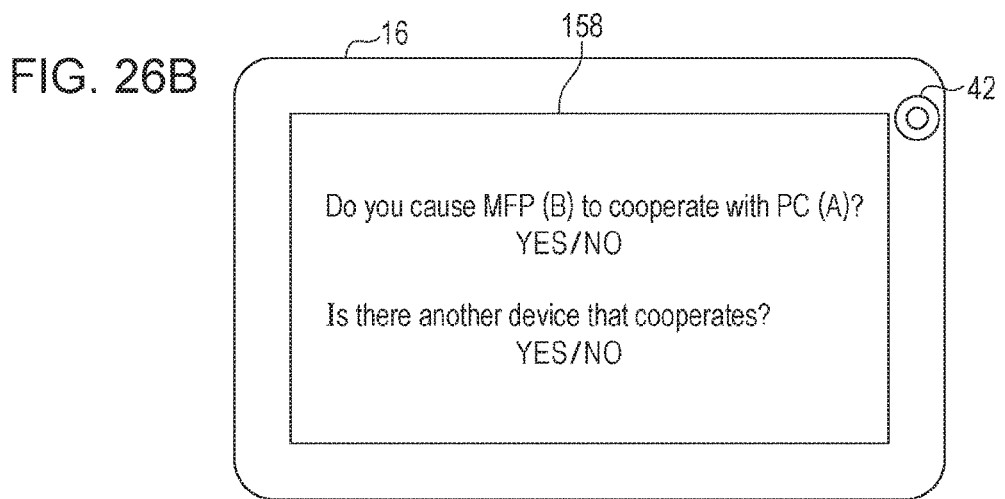 FIG. 26B
16
158
42
Do you cause MFP (B) to cooperate with PC (A)?
YES/NO
Is there another device that cooperates?
YES/NO